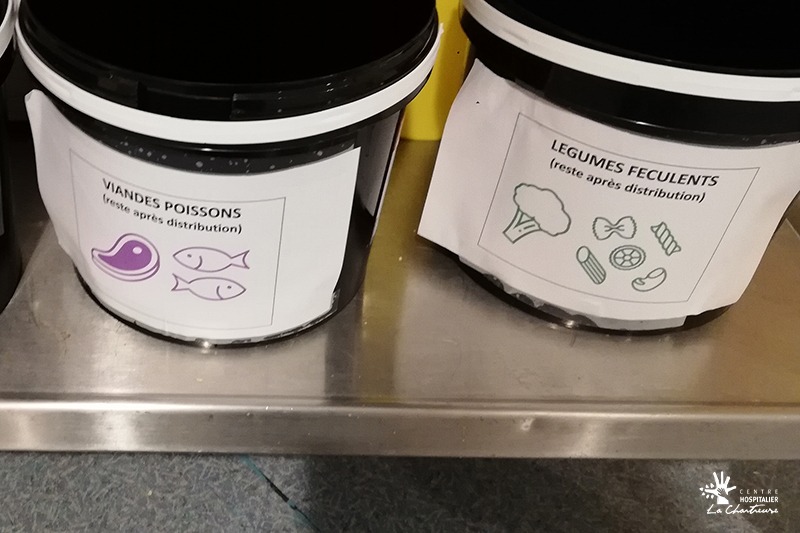 VIANDES POISSONS
(reste après distribution)
LEGUMES FECULENTS
(reste après distribution)
CENTRE
HOSPITALIER
La Chartreuse